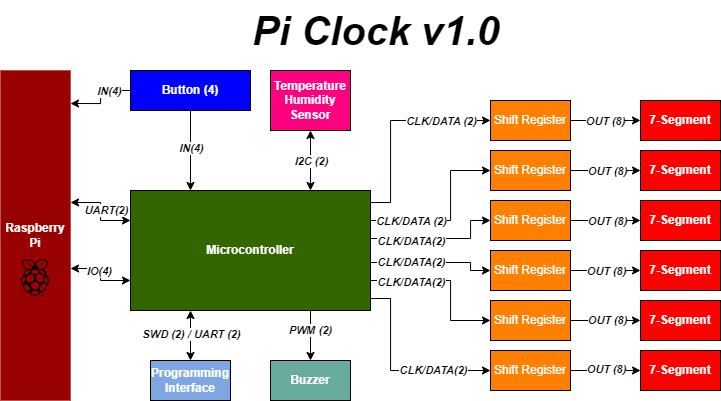 Pi Clock v1.0
IN(4)
Button (4)
Temperature
Humidity
Sensor
IN(4)
I2C (2)
UART(2)
Raspberry
Pi
IO(4)
Microcontroller
CLK/DATA (2)
Shift Register
OUT (8)
7-Segment
CLK/DATA (2)
Shift Register
OUT (8)
7-Segment
CLK/DATA(2)
Shift Register
OUT (8)
7-Segment
CLK/DATA(2)
Shift Register
OUT (8)
7-Segment
CLK/DATA(2)
Shift Register
OUT (8)
7-Segment
CLK/DATA(2)
Shift Register
OUT (8)
7-Segment
SWD (2) / UART (2)
PWM (2)
Programming
Interface
Buzzer